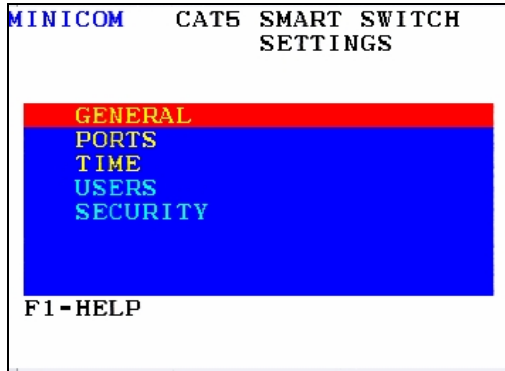 MINICOM CAT5 SMART SWITCH
SETTINGS
GENERAL
PORTS
TIME
USERS
SECURITY
F1-HELP